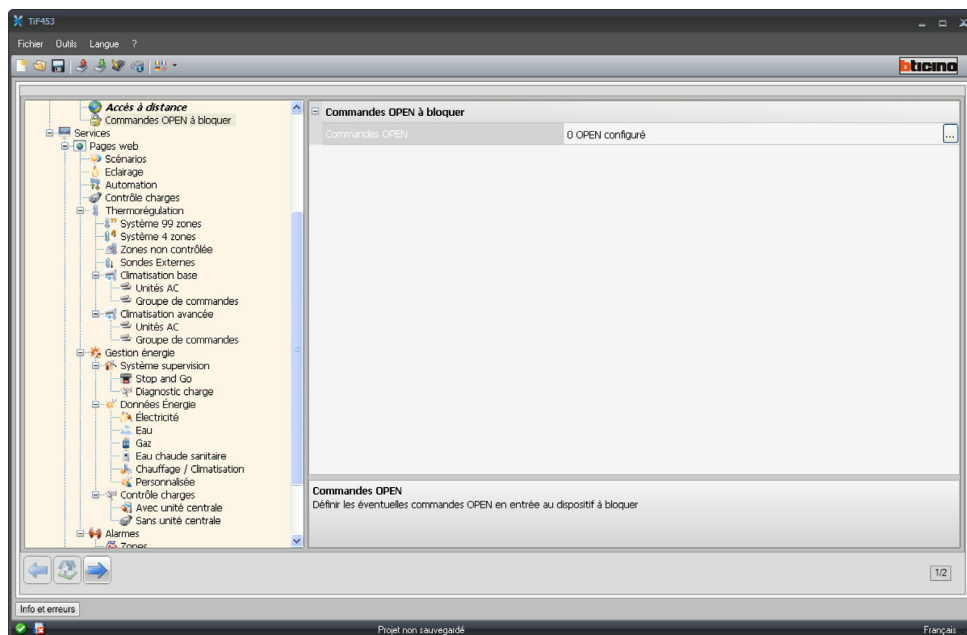 TiF453
Fichier Outils Langue ?
bticino
Accès à distance
Commandes OPEN à bloquer
Services
Pages web
Scénarios
Eclairage
Automation
Contrôle charges
Thermorégulation
Système 99 zones
Système 4 zones
Zones non contrôlée
Sondes Externes
Climatisation base
Unités AC
Groupe de commandes
Climatisation avancée
Unités AC
Groupe de commandes
Gestion énergie
Système supervision
Stop and Go
Diagnostic charge
Données Énergie
Électricité
Eau
Gaz
Eau chaude sanitaire
Chauffage / Climatisation
Personnalisée
Contrôle charges
Avec unité centrale
Sans unité centrale
Alarmes
Zones
Commandes OPEN à bloquer
Commandes OPEN 0 OPEN configuré ...
Commandes OPEN
Définir les éventuelles commandes OPEN en entrée au dispositif à bloquer
1/2
Info et erreurs
Projet non sauvegardé Français